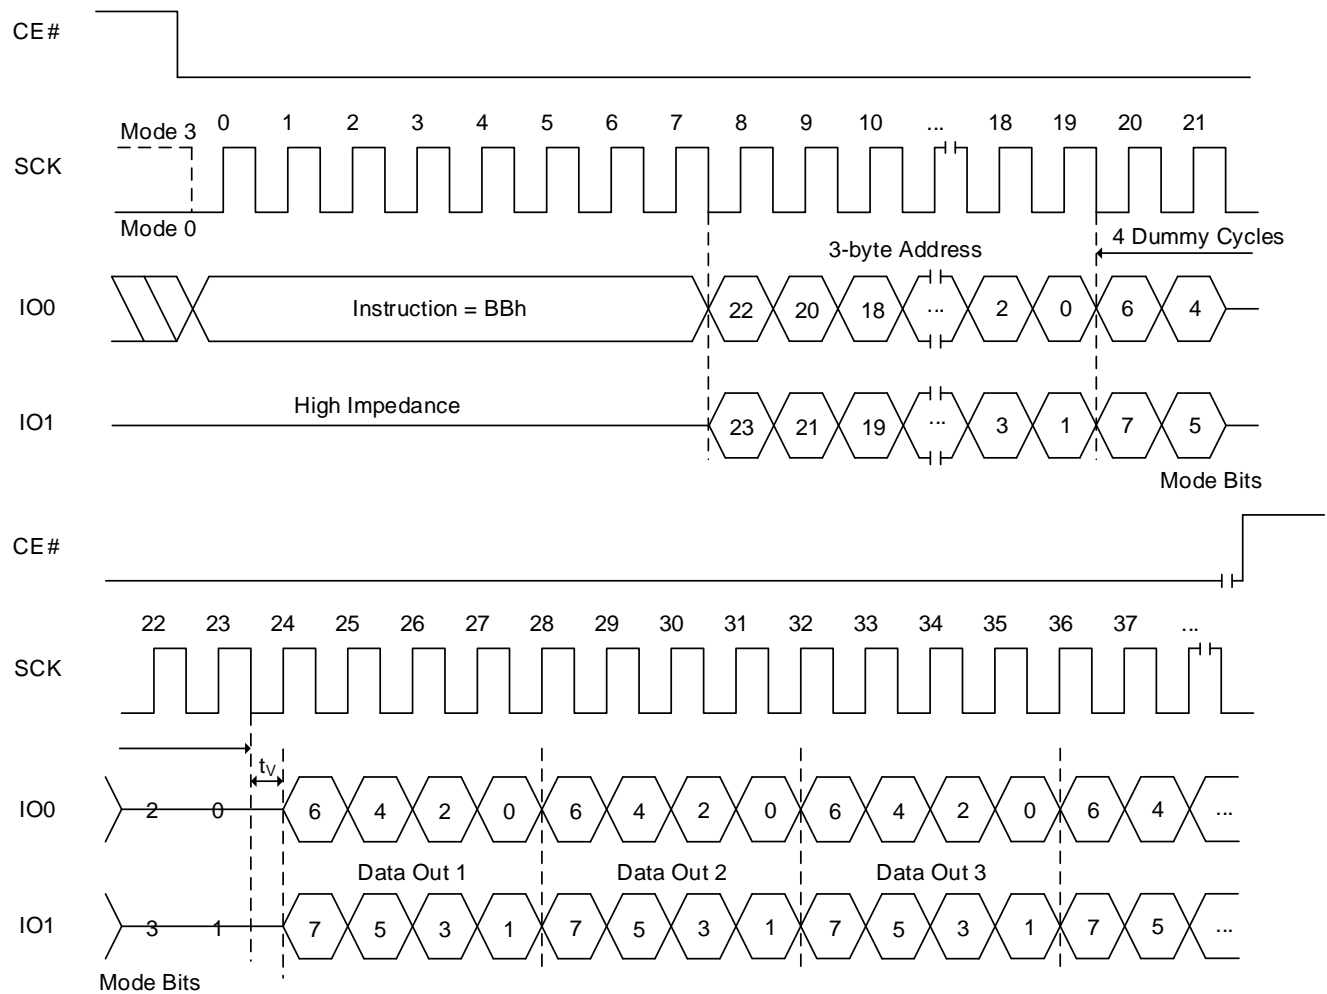 CE#
Mode 3 0 1 2 3 4 5 6 7 8 9 10 ... 18 19 20 21
SCK
Mode 0
3-byte Address 4 Dummy Cycles
IO0 Instruction = BBh 22 20 18 ... 2 0 6 4
High Impedance
IO1 23 21 19 ... 3 1 7 5
Mode Bits
CE#
22 23 24 25 26 27 28 29 30 31 32 33 34 35 36 37 ...
SCK
tV
IO0 2 0 6 4 2 0 6 4 2 0 6 4 2 0 6 4 ...
Data Out 1 Data Out 2 Data Out 3
IO1 3 1 7 5 3 1 7 5 3 1 7 5 3 1 7 5 ...
Mode Bits